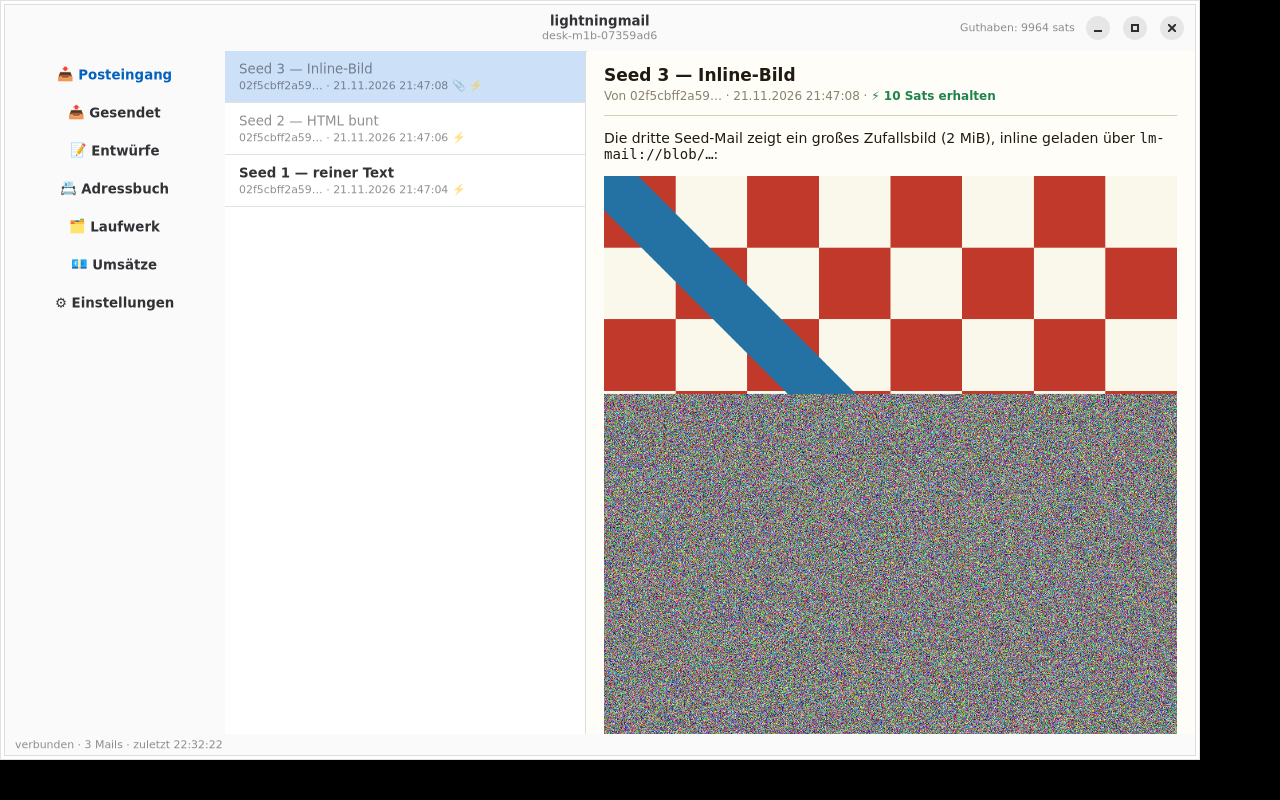 lightningmail
desk-m1b-07359ad6
Guthaben: 9964 sats
📥 Posteingang
📤 Gesendet
📝 Entwürfe
📇 Adressbuch
🗂️ Laufwerk
💶 Umsätze
⚙ Einstellungen
Seed 3 — Inline-Bild
02f5cbff2a59… · 21.11.2026 21:47:08 📎 ⚡
Seed 2 — HTML bunt
02f5cbff2a59… · 21.11.2026 21:47:06 ⚡
Seed 1 — reiner Text
02f5cbff2a59… · 21.11.2026 21:47:04 ⚡
Seed 3 — Inline-Bild
Von 02f5cbff2a59… · 21.11.2026 21:47:08 · ⚡ 10 Sats erhalten
Die dritte Seed-Mail zeigt ein großes Zufallsbild (2 MiB), inline geladen über lm-
mail://blob/…:
verbunden · 3 Mails · zuletzt 22:32:22